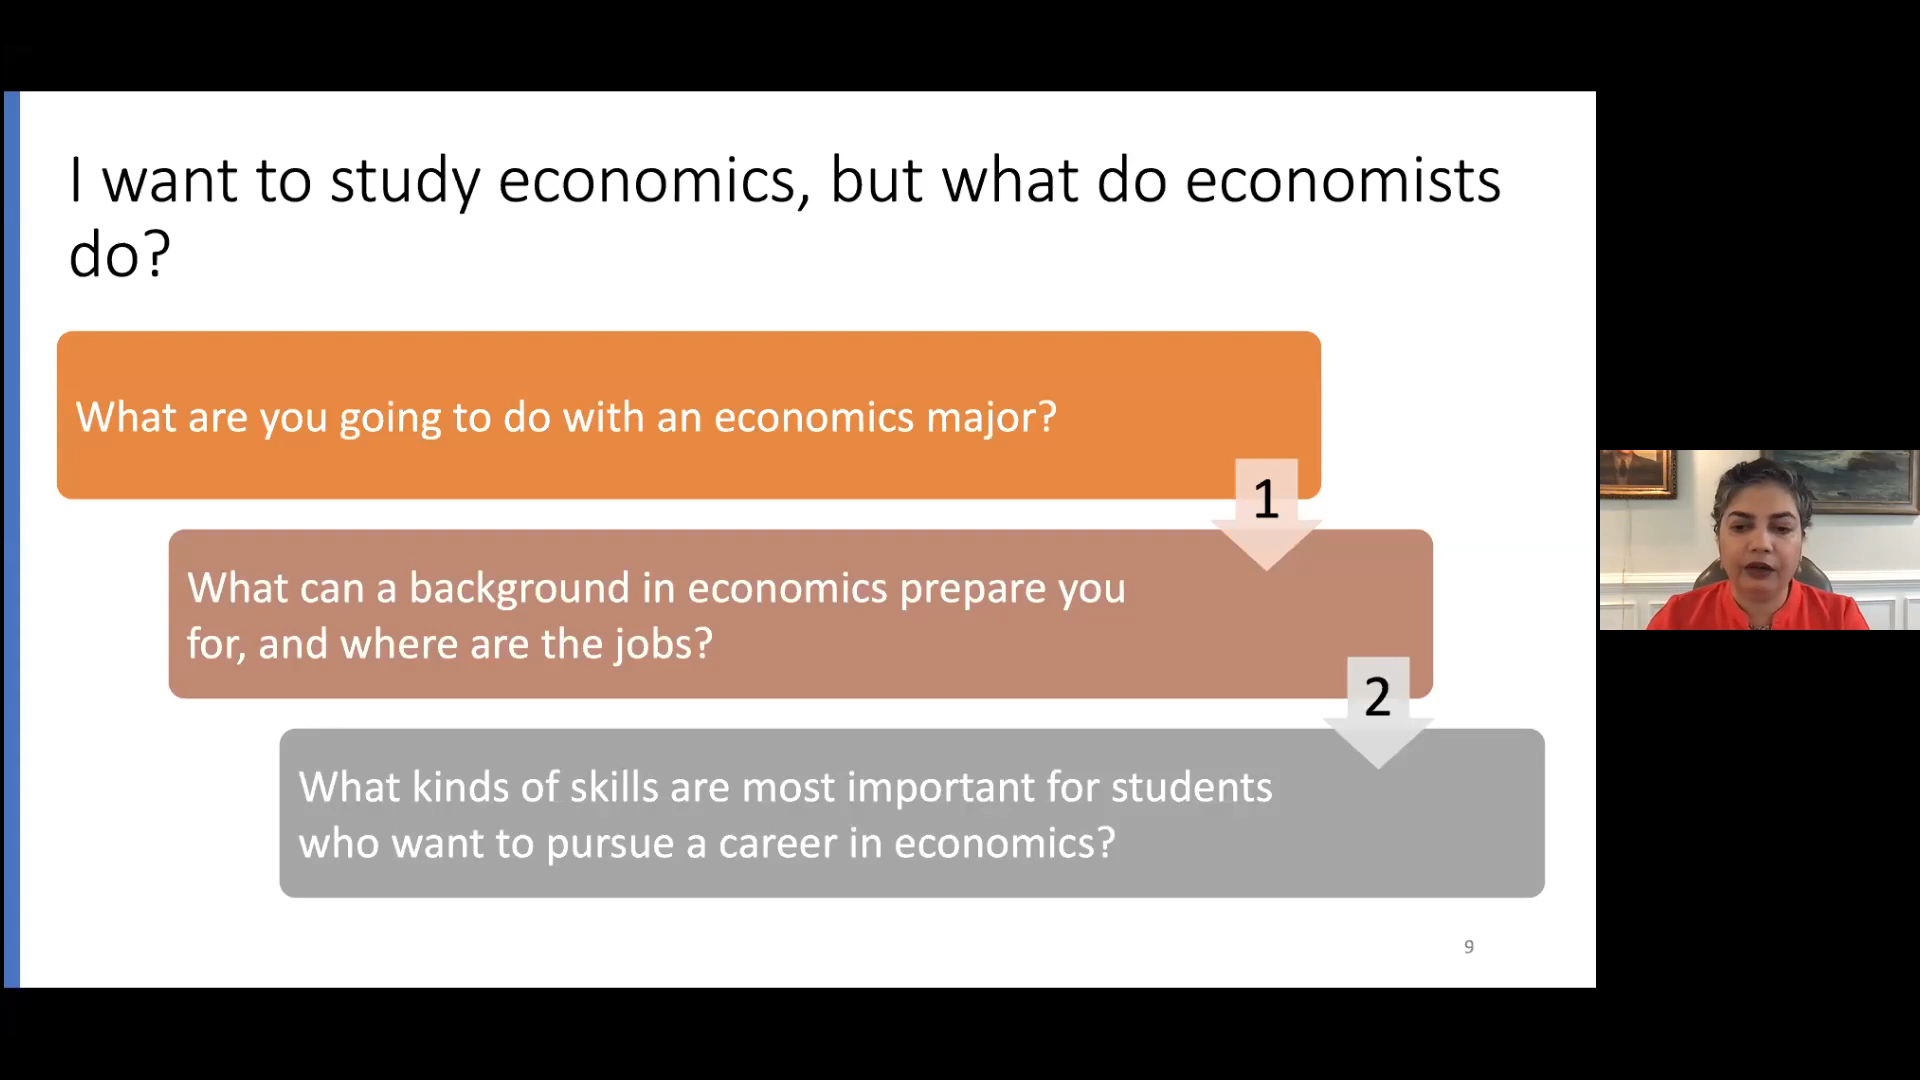 I want to study economics, but what do economists
do?
What are you going to do with an economics major?
1
What can a background in economics prepare you
for, and where are the jobs?
2
What kinds of skills are most important for students
who want to pursue a career in economics?
9